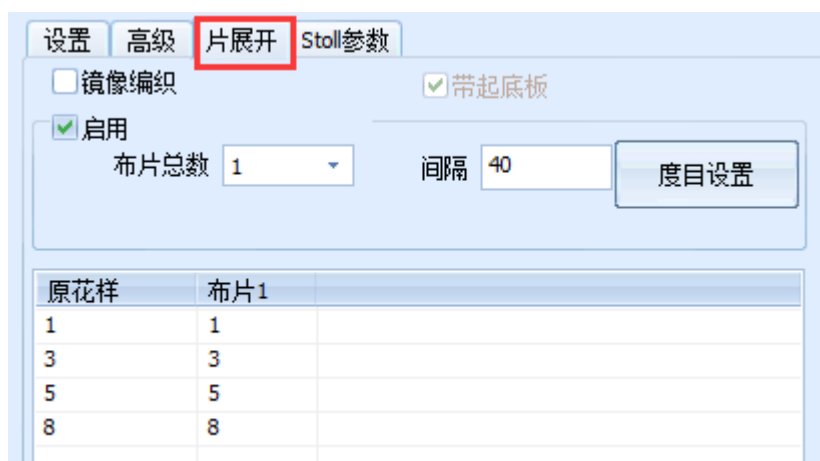 设置 高级 片展开 Stoll参数
镜像编织 带起底板
启用
布片总数 1 间隔 40 度目设置
原花样 布片1
1 1
3 3
5 5
8 8